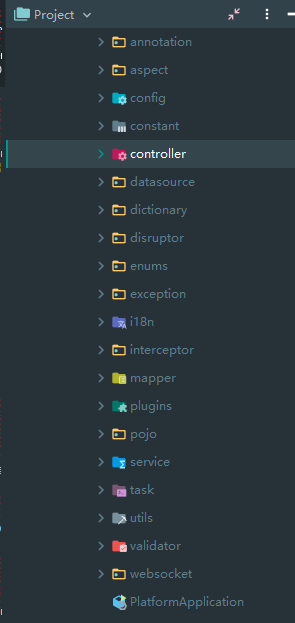 Project
annotation
aspect
config
constant
controller
datasource
dictionary
disruptor
enums
exception
i18n
interceptor
mapper
plugins
pojo
service
task
utils
validator
websocket
PlatformApplication